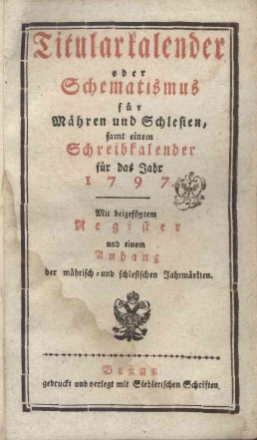 Titularkalender
oder
Schematismus
für
Mähren und Schlesien,
samt einem
Schreibkalender
für das Jahr
1797.
Mit beigefügtem
Register
und einem
Anhang
der mährisch- und schlesischen Jahrmärkten.
Brünn
gedruckt und verlegt mit Siedlerischen Schriften.